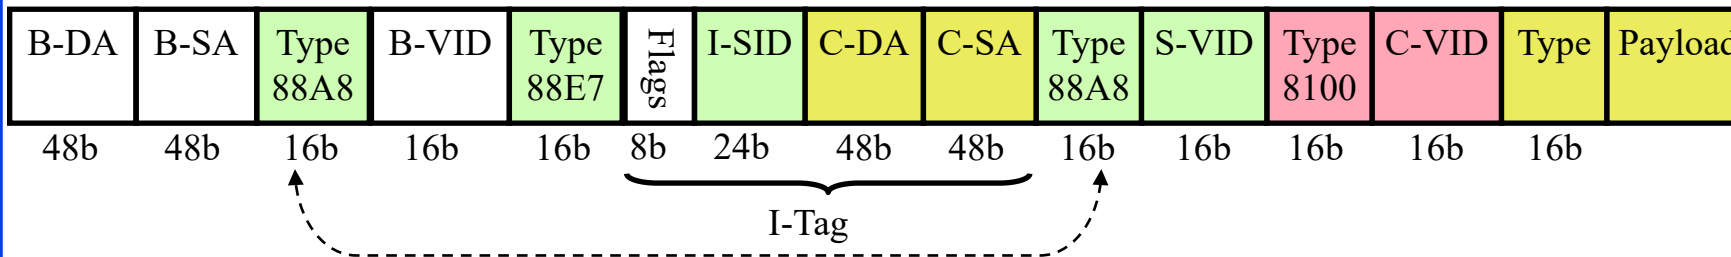 B-DA B-SA Type 88A8 B-VID Type 88E7 Flags I-SID C-DA C-SA Type 88A8 S-VID Type 8100 C-VID Type Payload
48b 48b 16b 16b 16b 8b 24b 48b 48b 16b 16b 16b 16b 16b
I-Tag